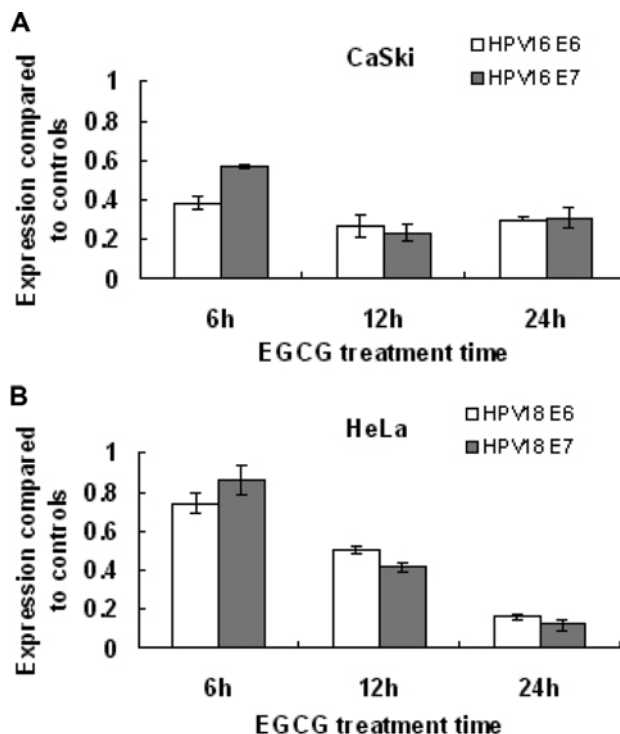 A
CaSki
HPV16 E6
HPV16 E7
Expression compared
to controls
1
0.8
0.6
0.4
0.2
0
6h
12h
24h
EGCG treatment time
B
HeLa
HPV18 E6
HPV18 E7
Expression compared
to controls
1
0.8
0.6
0.4
0.2
0
6h
12h
24h
EGCG treatment time